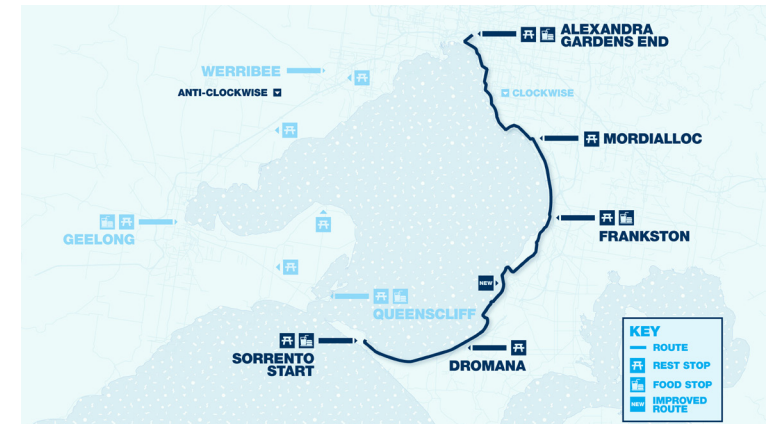 ALEXANDRA
GARDENS END
WERRIBEE
ANTI-CLOCKWISE
CLOCKWISE
MORDIALLOC
GEELONG
FRANKSTON
NEW
QUEENSCLIFF
SORRENTO
START
DROMANA
KEY
ROUTE
REST STOP
FOOD STOP
NEW IMPROVED
ROUTE